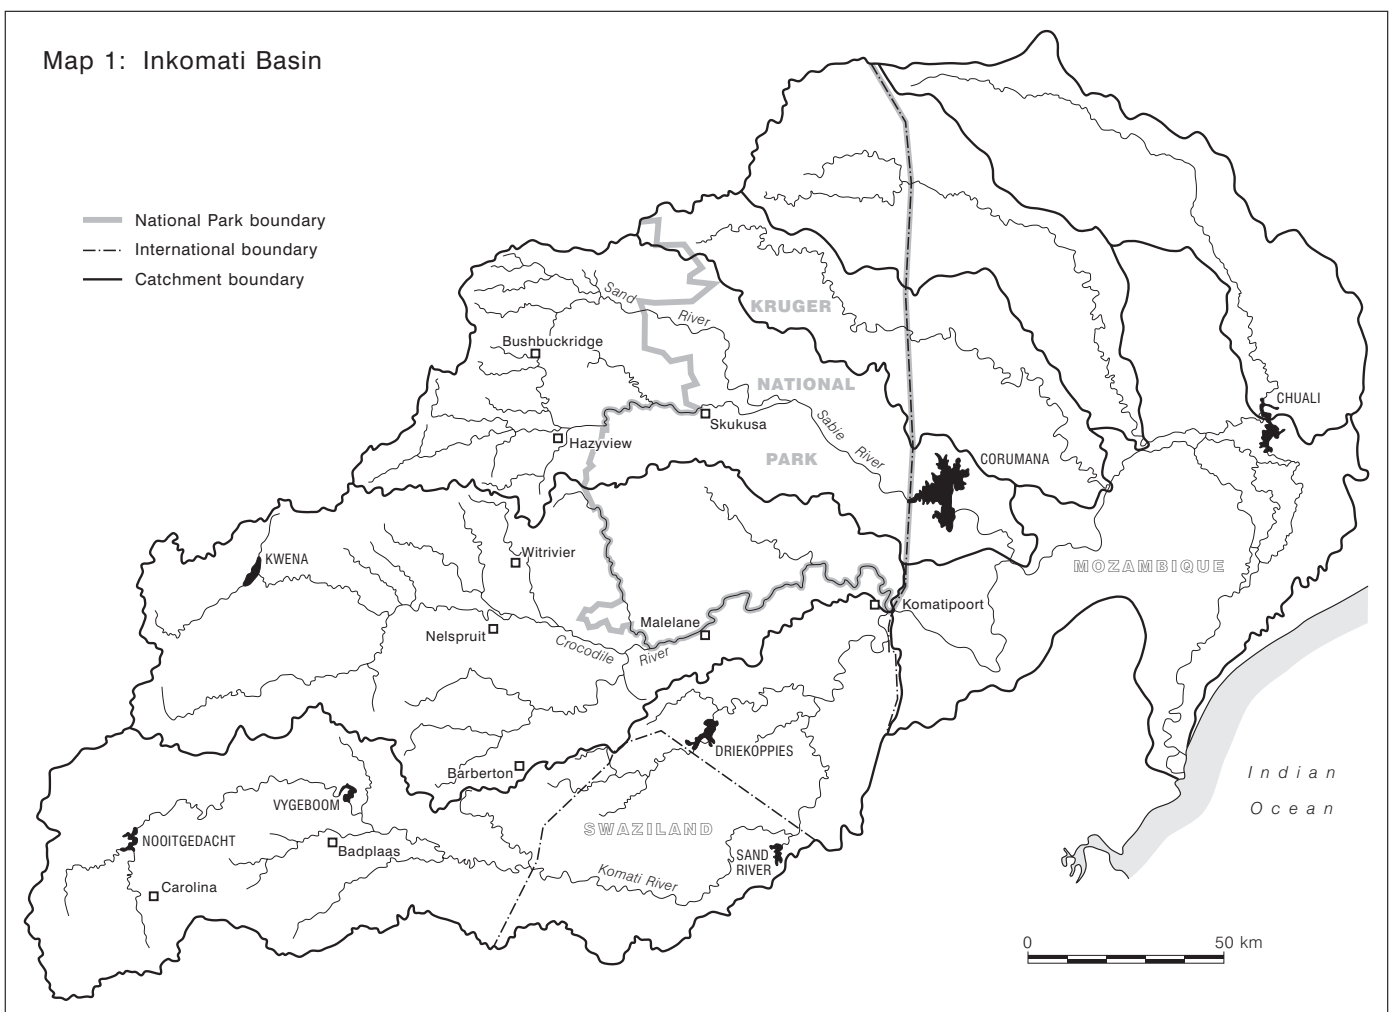 Map 1: Inkomati Basin
National Park boundary
International boundary
Catchment boundary
Sand
River
KRUGER
Bushbuckridge
NATIONAL
CHUALI
Skukusa
Sabie
River
Hazyview
PARK
CORUMANA
KWENA
Witrivier
MOZAMBIQUE
Komatipoort
Malelane
Nelspruit
Crocodile
River
DRIEKOPPIES
Barberton
Indian
Ocean
VYGEBOOM
SWAZILAND
NOOITGEDACHT
Badplaas
SAND
RIVER
Komati River
Carolina
0 50 km